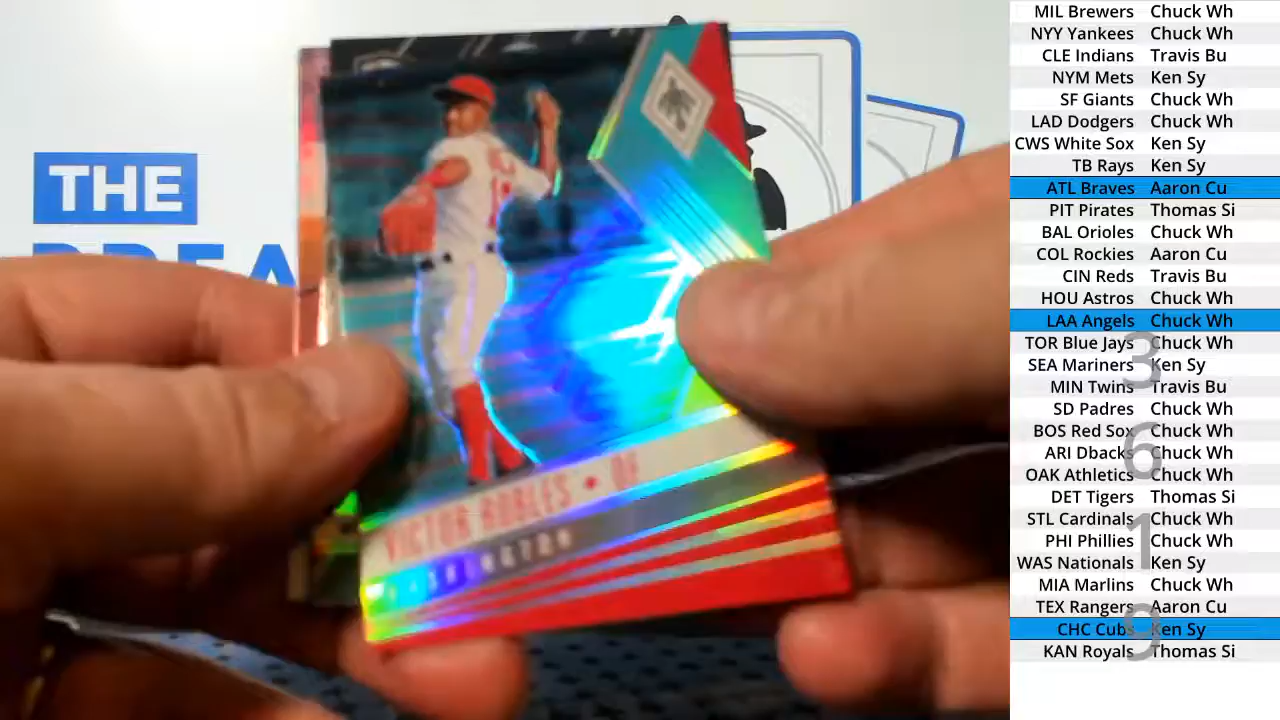 THE
BREA
VICTOR ROBLES • OF
WASHINGTON
MIL Brewers Chuck Wh
NYY Yankees Chuck Wh
CLE Indians Travis Bu
NYM Mets Ken Sy
SF Giants Chuck Wh
LAD Dodgers Chuck Wh
CWS White Sox Ken Sy
TB Rays Ken Sy
ATL Braves Aaron Cu
PIT Pirates Thomas Si
BAL Orioles Chuck Wh
COL Rockies Aaron Cu
CIN Reds Travis Bu
HOU Astros Chuck Wh
LAA Angels Chuck Wh
TOR Blue Jays Chuck Wh
SEA Mariners Ken Sy
MIN Twins Travis Bu
SD Padres Chuck Wh
BOS Red Sox Chuck Wh
ARI Dbacks Chuck Wh
OAK Athletics Chuck Wh
DET Tigers Thomas Si
STL Cardinals Chuck Wh
PHI Phillies Chuck Wh
WAS Nationals Ken Sy
MIA Marlins Chuck Wh
TEX Rangers Aaron Cu
CHC Cubs Ken Sy
KAN Royals Thomas Si
3
6
1
9